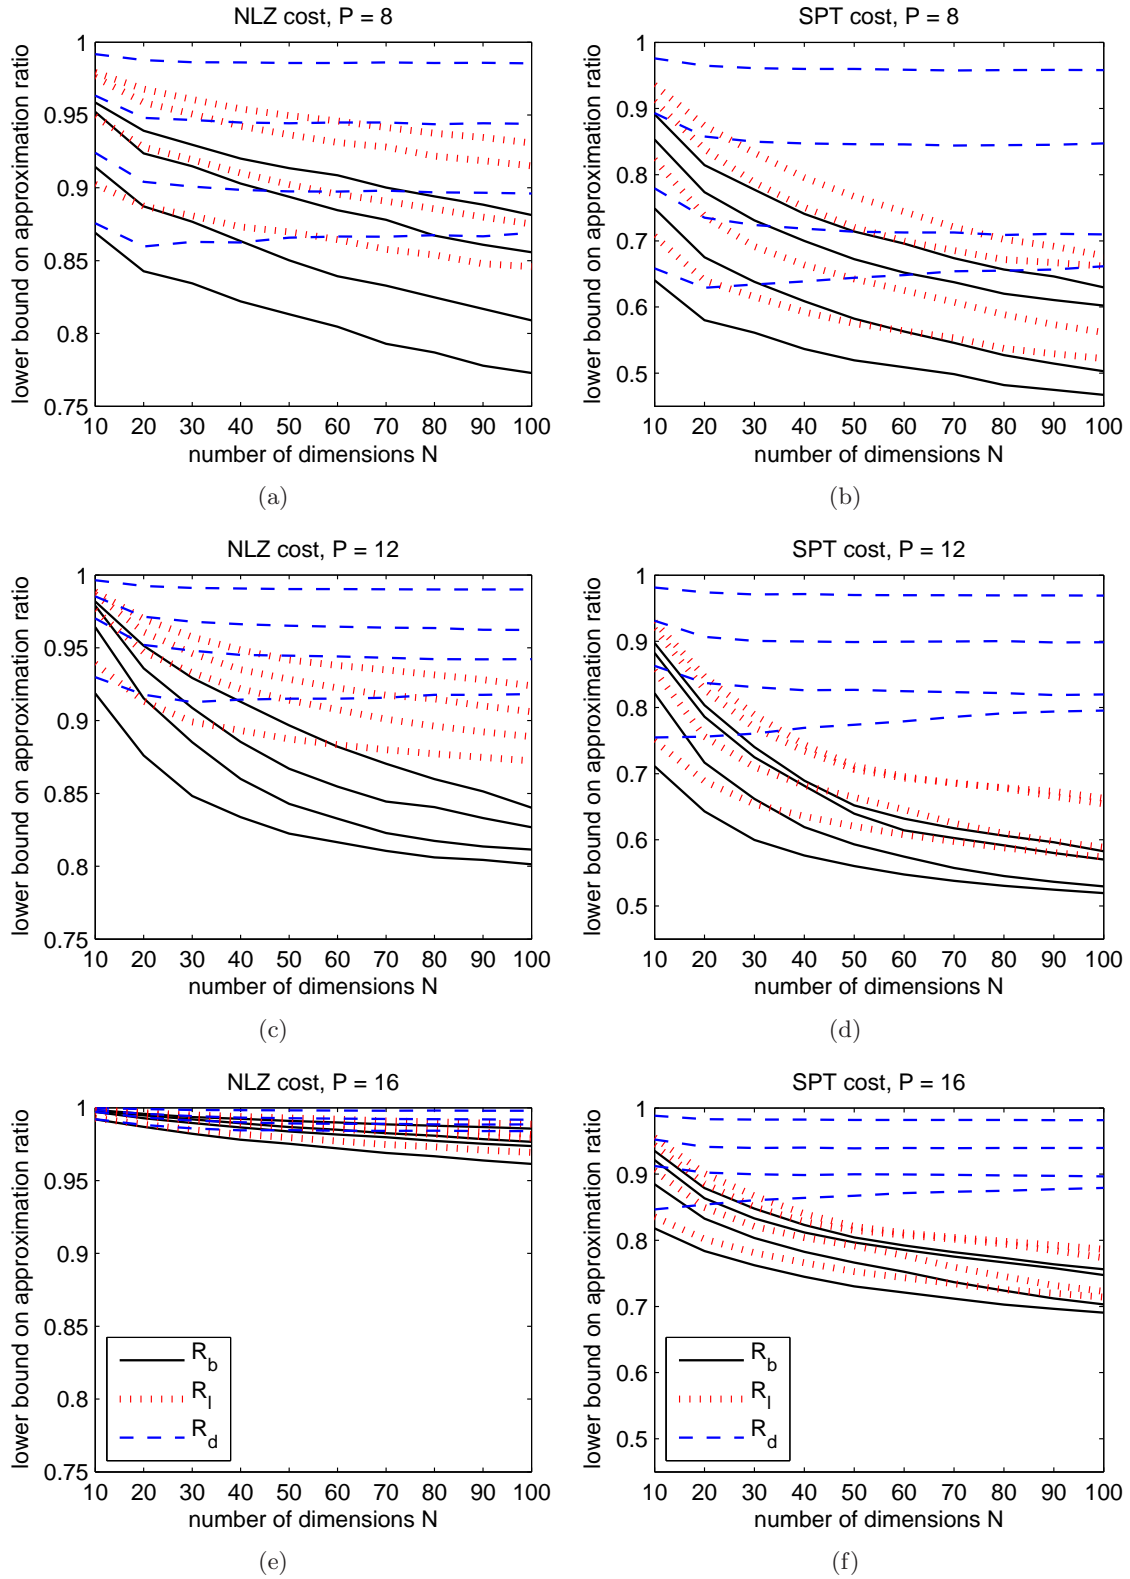 NLZ cost, P = 8
lower bound on approximation ratio
1
0.95
0.9
0.85
0.8
0.75
10 20 30 40 50 60 70 80 90 100
number of dimensions N
(a)
SPT cost, P = 8
lower bound on approximation ratio
1
0.9
0.8
0.7
0.6
0.5
10 20 30 40 50 60 70 80 90 100
number of dimensions N
(b)
NLZ cost, P = 12
lower bound on approximation ratio
1
0.95
0.9
0.85
0.8
0.75
10 20 30 40 50 60 70 80 90 100
number of dimensions N
(c)
SPT cost, P = 12
lower bound on approximation ratio
1
0.9
0.8
0.7
0.6
0.5
10 20 30 40 50 60 70 80 90 100
number of dimensions N
(d)
NLZ cost, P = 16
lower bound on approximation ratio
1
0.95
0.9
0.85
0.8
0.75
R_b
R_l
R_d
10 20 30 40 50 60 70 80 90 100
number of dimensions N
(e)
SPT cost, P = 16
lower bound on approximation ratio
1
0.9
0.8
0.7
0.6
0.5
R_b
R_l
R_d
10 20 30 40 50 60 70 80 90 100
number of dimensions N
(f)